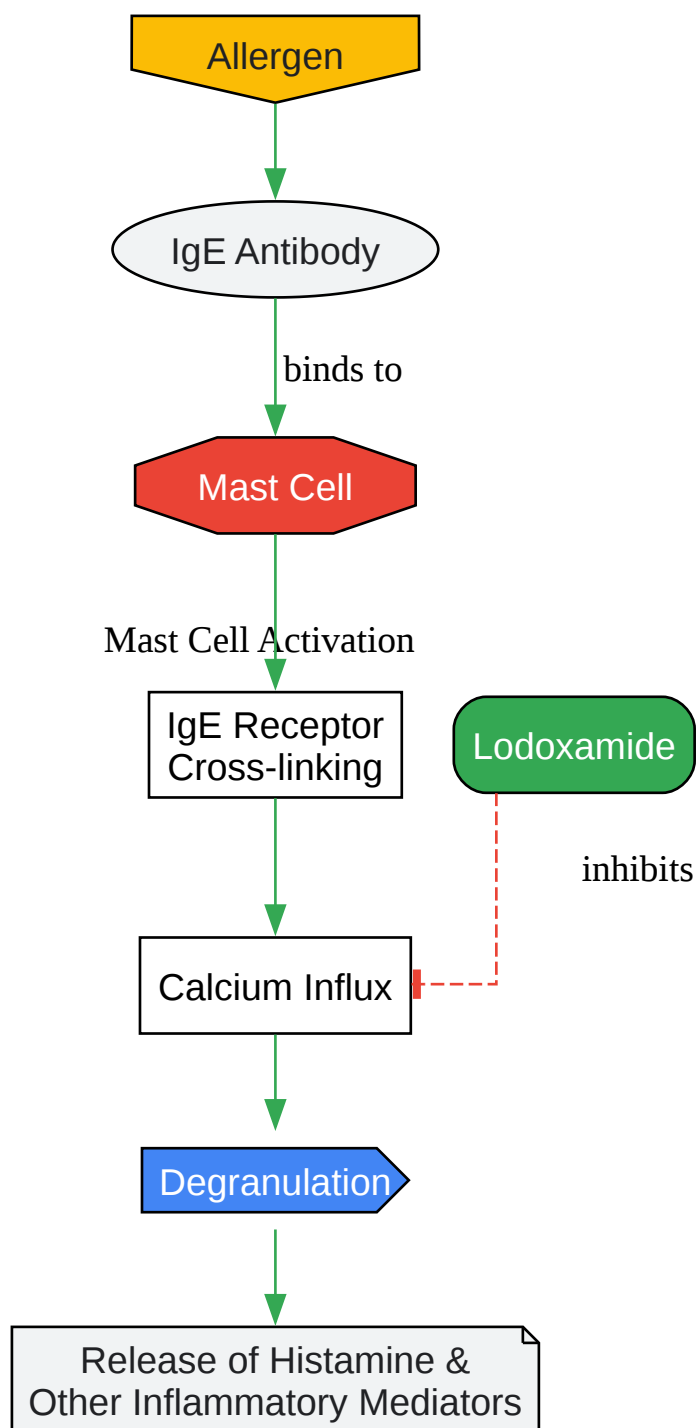 Allergen
IgE Antibody
binds to
Mast Cell
Mast Cell Activation
IgE Receptor
Cross-linking
Lodoxamide
inhibits
Calcium Influx
Degranulation
Release of Histamine &
Other Inflammatory Mediators